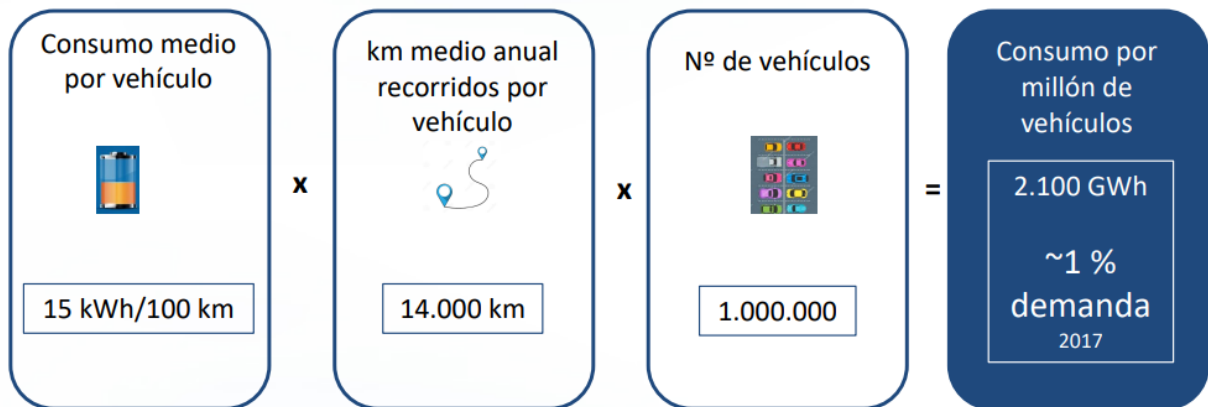 Consumo medio
por vehículo
15 kWh/100 km
x
km medio anual
recorridos por
vehículo
14.000 km
x
Nº de vehículos
1.000.000
=
Consumo por
millón de
vehículos
2.100 GWh
~1 %
demanda
2017